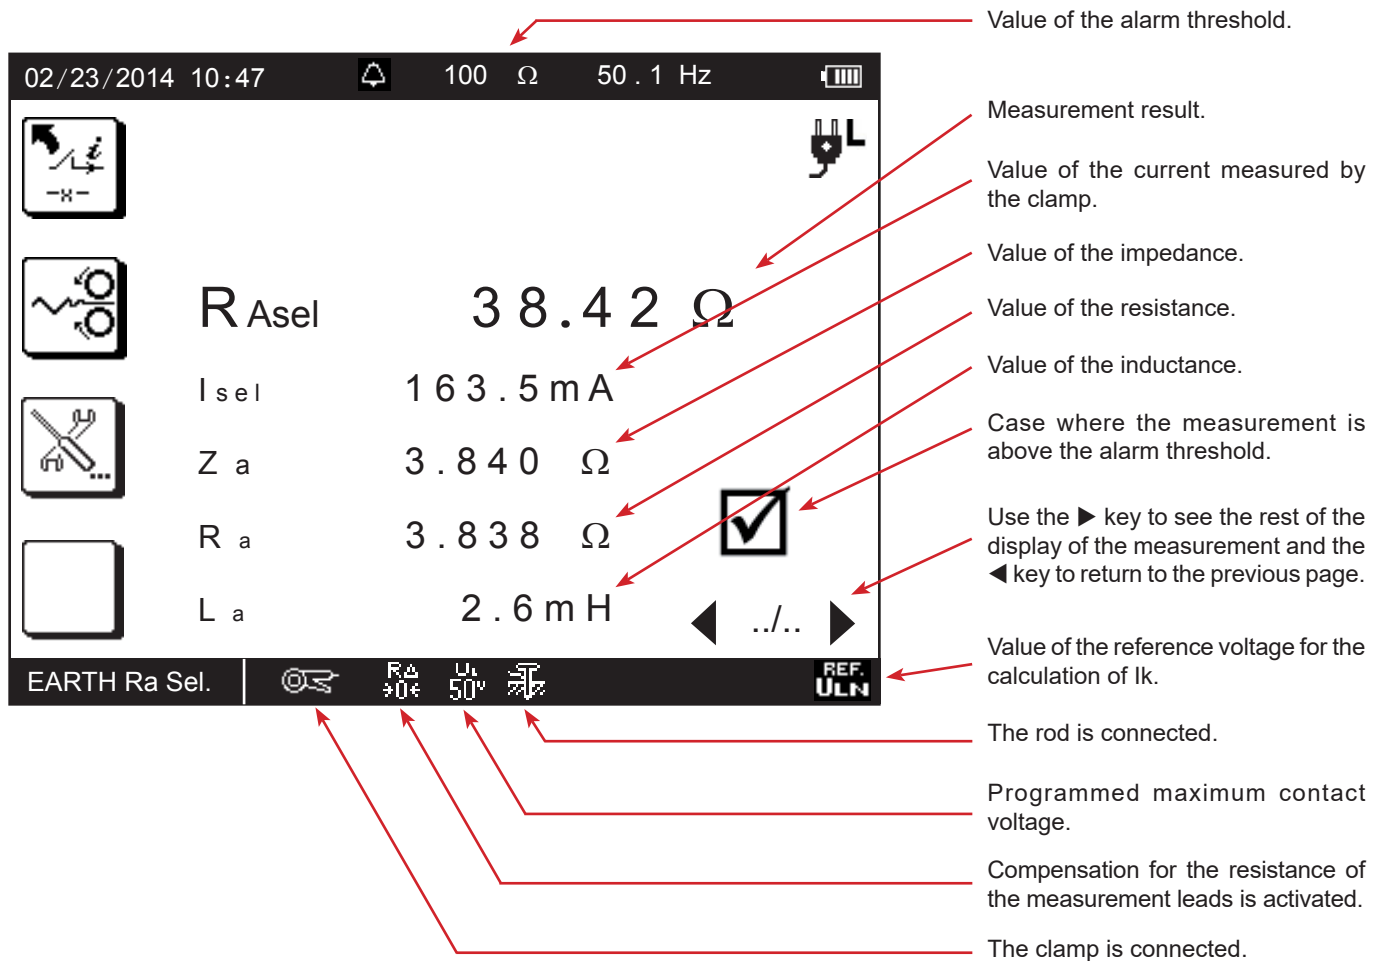 Value of the alarm threshold.
02/23/2014 10:47 100 Ω 50.1 Hz
L
Measurement result.
i
-x-
Value of the current measured by
the clamp.
Value of the impedance.
RAsel 38.42 Ω
Value of the resistance.
Isel 163.5mA
Value of the inductance.
Za 3.840 Ω
Case where the measurement is
above the alarm threshold.
...
Ra 3.838 Ω
Use the ▶ key to see the rest of the
display of the measurement and the
◀ key to return to the previous page.
La 2.6mH
◀ ../.. ▶
Value of the reference voltage for the
calculation of Ik.
EARTH Ra Sel. RΔ UL REF.
→0← 50V ULN
The rod is connected.
Programmed maximum contact
voltage.
Compensation for the resistance of
the measurement leads is activated.
The clamp is connected.